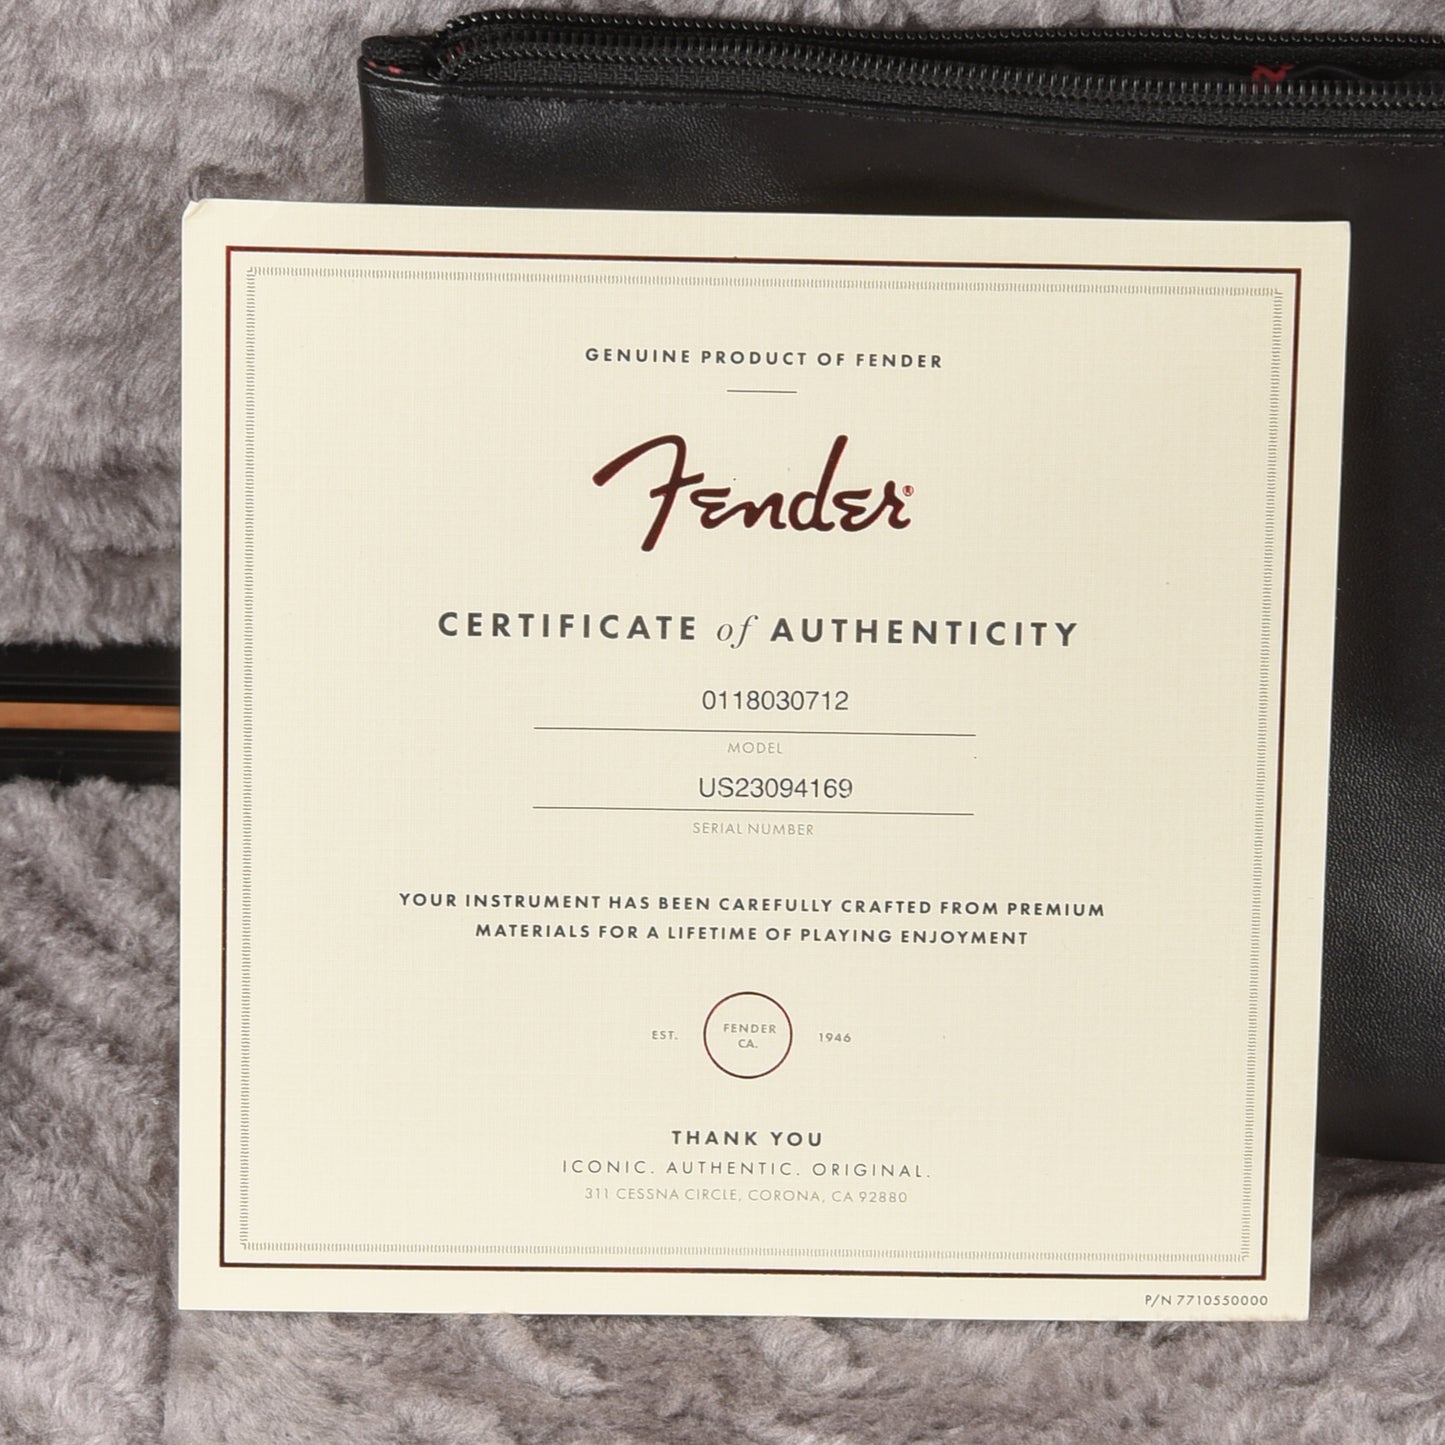 GENUINE PRODUCT OF FENDER
Fender®
CERTIFICATE of AUTHENTICITY
0118030712
MODEL
US23094169
SERIAL NUMBER
YOUR INSTRUMENT HAS BEEN CAREFULLY CRAFTED FROM PREMIUM
MATERIALS FOR A LIFETIME OF PLAYING ENJOYMENT
EST. FENDER CA. 1946
THANK YOU
ICONIC. AUTHENTIC. ORIGINAL.
311 CESSNA CIRCLE, CORONA, CA 92880
P/N 7710550000